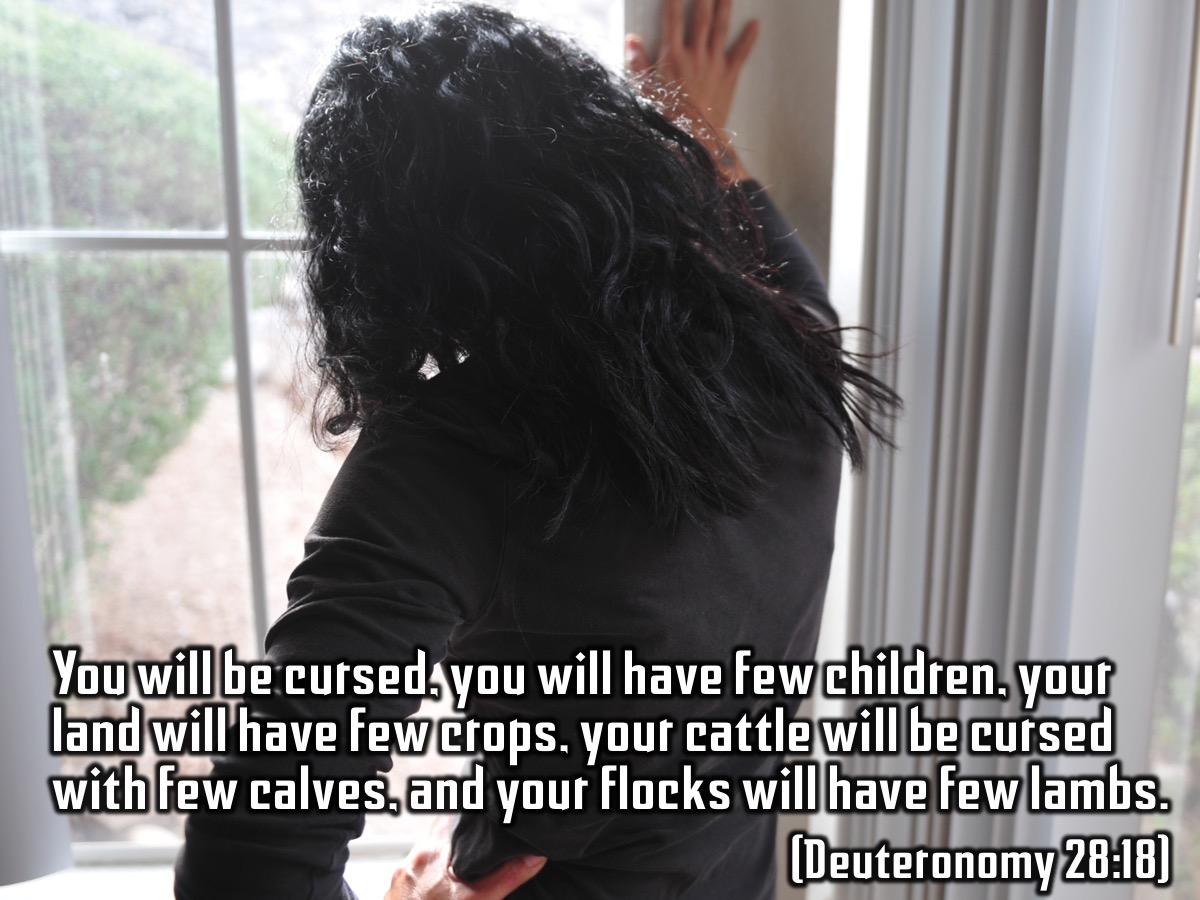 You will be cursed, you will have few children, your
land will have few crops, your cattle will be cursed
with few calves, and your flocks will have few lambs.
(Deuteronomy 28:18)